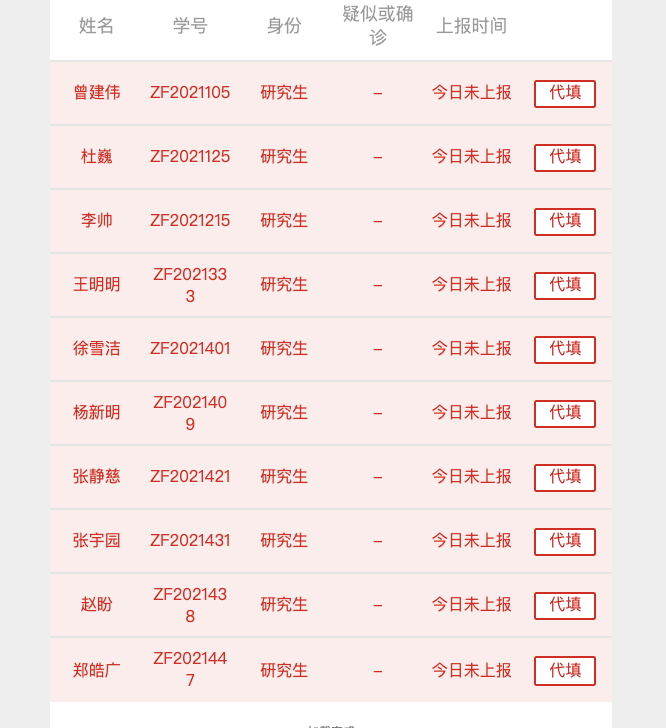 姓名 学号 身份 疑似或确诊 上报时间
曾建伟 ZF2021105 研究生 – 今日未上报 代填
杜巍 ZF2021125 研究生 – 今日未上报 代填
李帅 ZF2021215 研究生 – 今日未上报 代填
王明明 ZF2021333 研究生 – 今日未上报 代填
徐雪洁 ZF2021401 研究生 – 今日未上报 代填
杨新明 ZF2021409 研究生 – 今日未上报 代填
张静慈 ZF2021421 研究生 – 今日未上报 代填
张宇园 ZF2021431 研究生 – 今日未上报 代填
赵盼 ZF2021438 研究生 – 今日未上报 代填
郑皓广 ZF2021447 研究生 – 今日未上报 代填